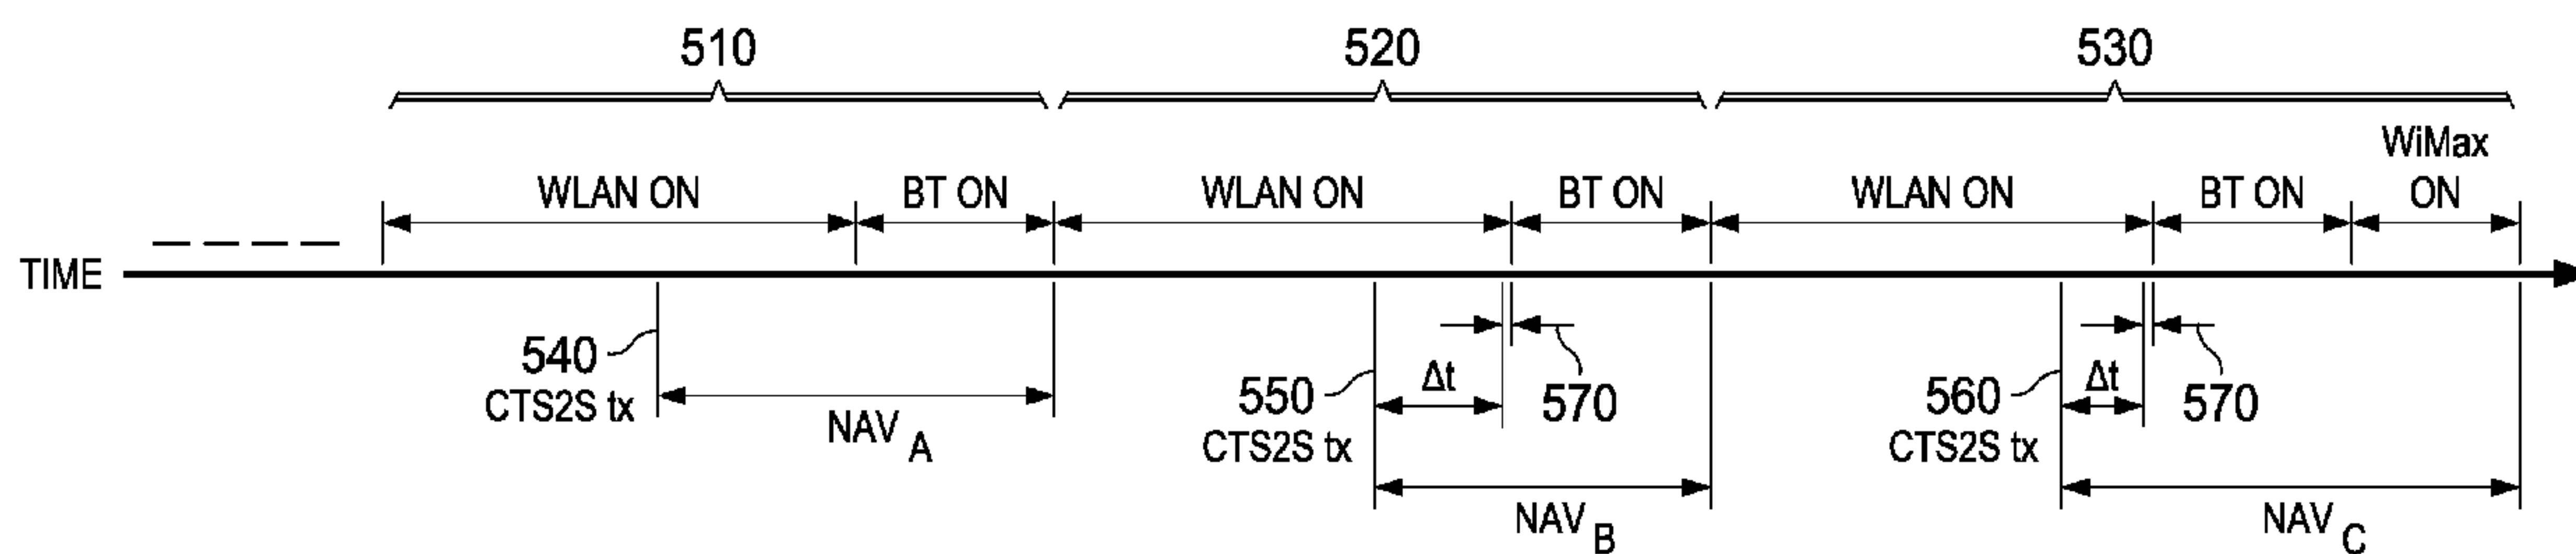 510 520 530
WiMax
WLAN ON BT ON WLAN ON BT ON WLAN ON BT ON ON
TIME
540
CTS2S tx
NAV A
550
CTS2S tx
Δt
570
NAV B
560
CTS2S tx
Δt
570
NAV C